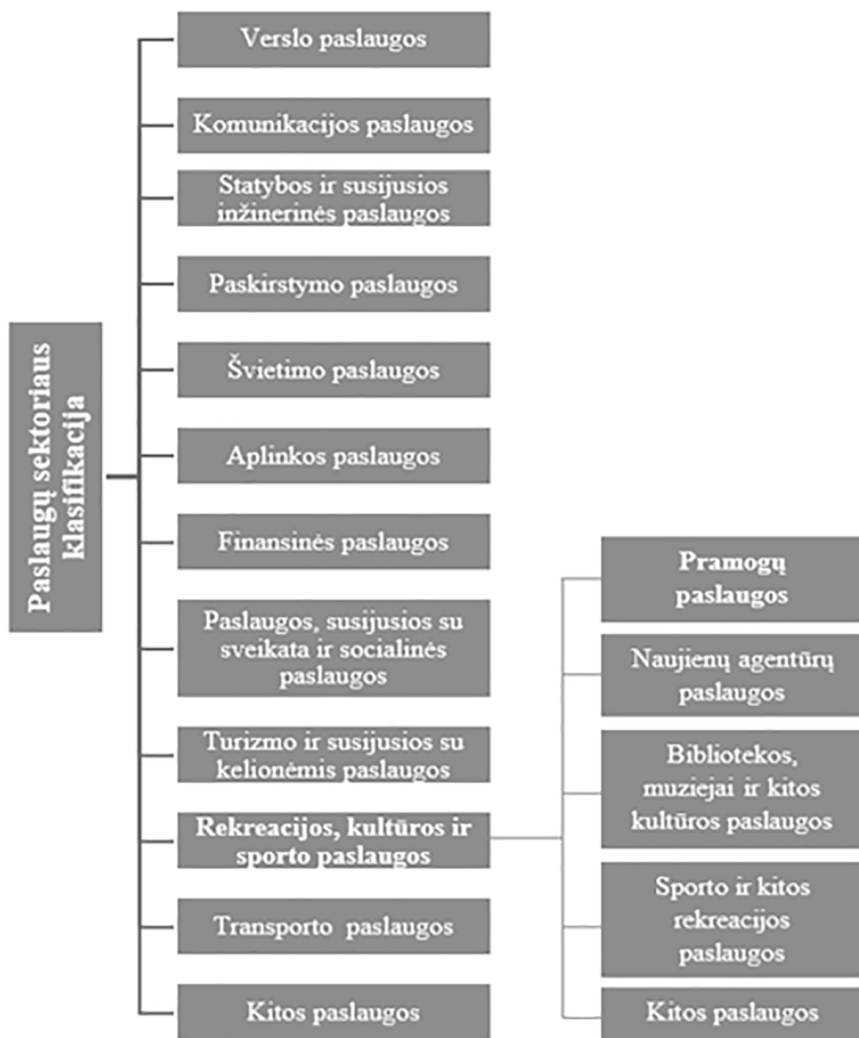 Paslaugų sektoriaus
klasifikacija
Verslo paslaugos
Komunikacijos paslaugos
Statybos ir susijusios
inžinerinės paslaugos
Paskirstymo paslaugos
Švietimo paslaugos
Aplinkos paslaugos
Finansinės paslaugos
Paslaugos, susijusios su
sveikata ir socialinės
paslaugos
Turizmo ir susijusios su
kelionėmis paslaugos
Rekreacijos, kultūros ir
sporto paslaugos
Transporto paslaugos
Kitos paslaugos
Pramogų
paslaugos
Naujienų agentūrų
paslaugos
Bibliotekos,
muziejai ir kitos
kultūros paslaugos
Sporto ir kitos
rekreacijos
paslaugos
Kitos paslaugos